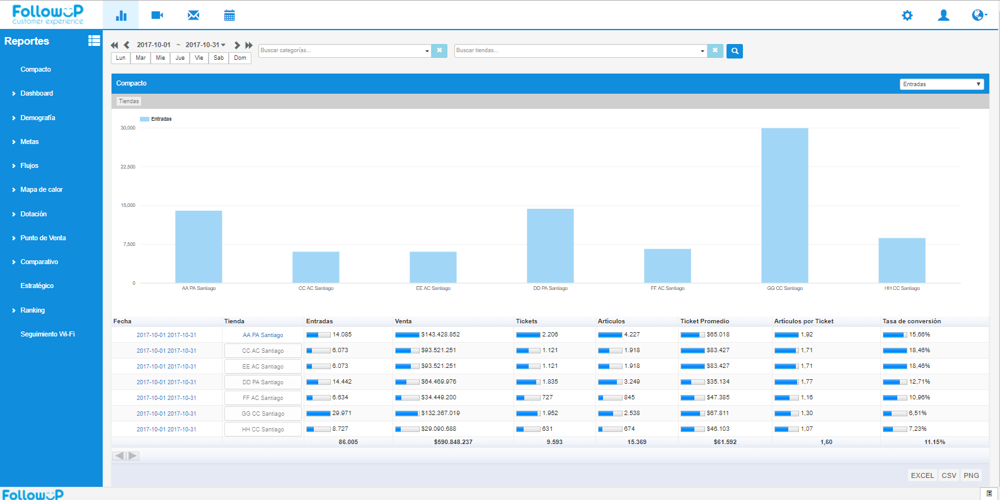 FollowUP
customer experience
Reportes
Compacto
Dashboard
Demografía
Metas
Flujos
Mapa de calor
Dotación
Punto de Venta
Comparativo
Estratégico
Ranking
Seguimiento Wi-Fi
2017-10-01 ~ 2017-10-31
Lun Mar Mie Jue Vie Sab Dom
Buscar categorías...
Buscar tiendas...
Compacto
Entradas
Tiendas
Entradas
30,000
22,500
15,000
7,500
0
AA PA Santiago CC AC Santiago EE AC Santiago DD PA Santiago FF AC Santiago GG CC Santiago HH CC Santiago
Fecha Tienda Entradas Venta Tickets Articulos Ticket Promedio Articulos por Ticket Tasa de conversión
2017-10-01 2017-10-31 AA PA Santiago 14.085 $143.428.852 2.206 4.227 $65.018 1,92 15,66%
2017-10-01 2017-10-31 CC AC Santiago 6.073 $93.521.251 1.121 1.918 $83.427 1,71 18,46%
2017-10-01 2017-10-31 EE AC Santiago 6.073 $93.521.251 1.121 1.918 $83.427 1,71 18,46%
2017-10-01 2017-10-31 DD PA Santiago 14.442 $64.469.976 1.835 3.249 $35.134 1,77 12,71%
2017-10-01 2017-10-31 FF AC Santiago 6.634 $34.449.200 727 845 $47.385 1,16 10,96%
2017-10-01 2017-10-31 GG CC Santiago 29.971 $132.367.019 1.952 2.538 $67.811 1,30 6,51%
2017-10-01 2017-10-31 HH CC Santiago 8.727 $29.090.688 631 674 $46.103 1,07 7,23%
86.005 $590.848.237 9.593 15.369 $61.592 1,60 11.15%
EXCEL CSV PNG
FollowUP